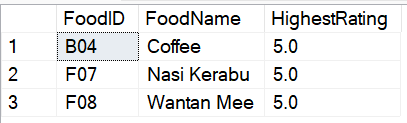 FoodID FoodName HighestRating
1 B04 Coffee 5.0
2 F07 Nasi Kerabu 5.0
3 F08 Wantan Mee 5.0